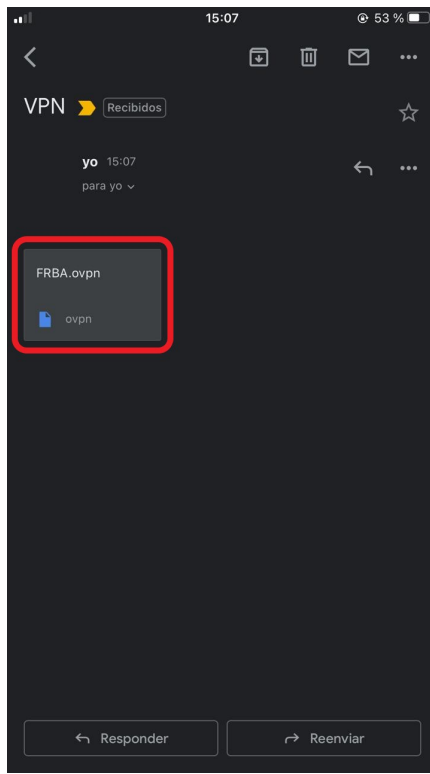 15:07
53 %
VPN
Recibidos
yo 15:07
para yo
FRBA.ovpn
ovpn
Responder
Reenviar